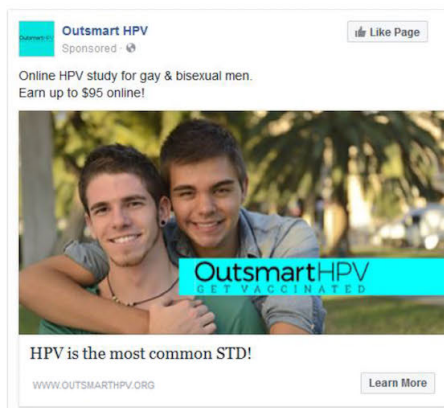 OutsmartHPV
Outsmart HPV
Like Page
Sponsored ·
Online HPV study for gay & bisexual men.
Earn up to $95 online!
OutsmartHPV
GET VACCINATED
HPV is the most common STD!
WWW.OUTSMARTHPV.ORG
Learn More